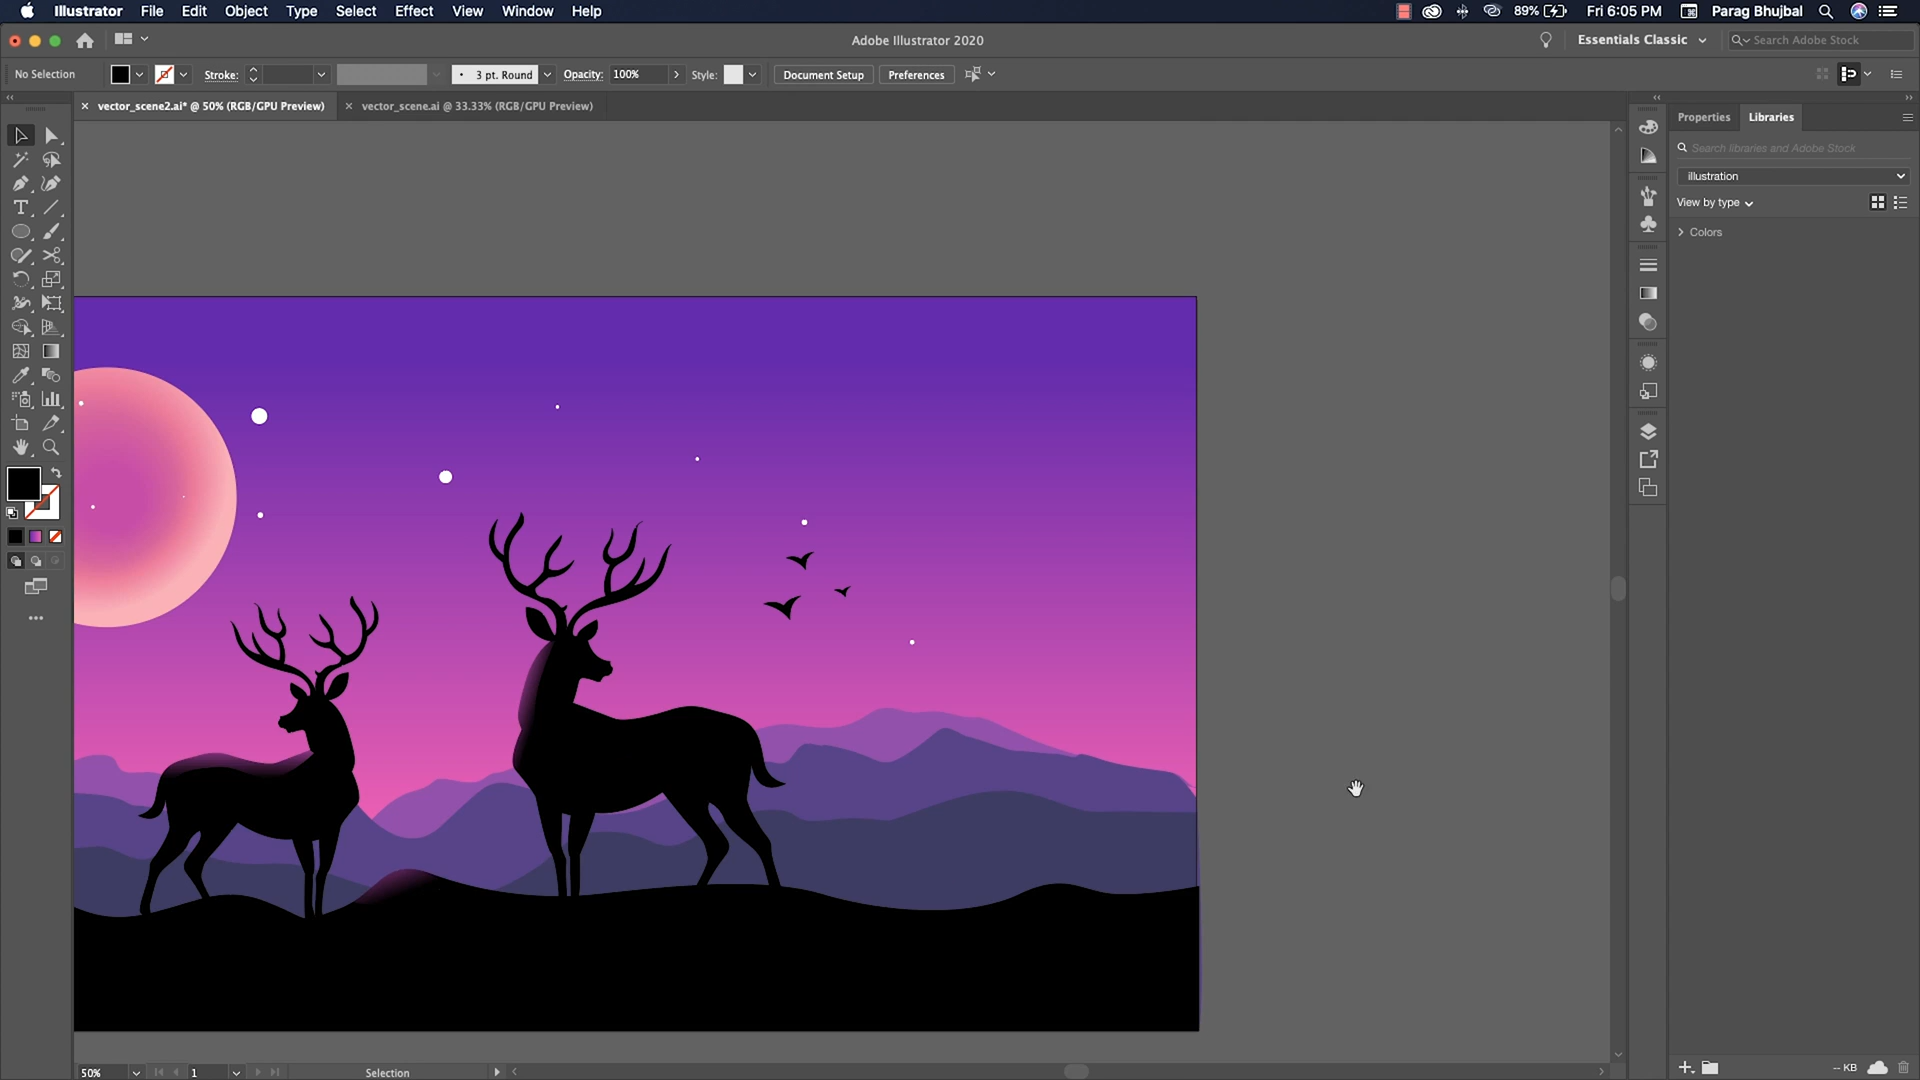 Illustrator File Edit Object Type Select Effect View Window Help 89% Fri 6:05 PM Parag Bhujbal
Adobe Illustrator 2020 Essentials Classic Search Adobe Stock
No Selection Stroke: 3 pt. Round Opacity: 100% Style: Document Setup Preferences
vector_scene2.ai* @ 50% (RGB/GPU Preview) vector_scene.ai @ 33.33% (RGB/GPU Preview)
Properties Libraries
Search libraries and Adobe Stock
illustration
View by type
Colors
50% 1 Selection -- KB